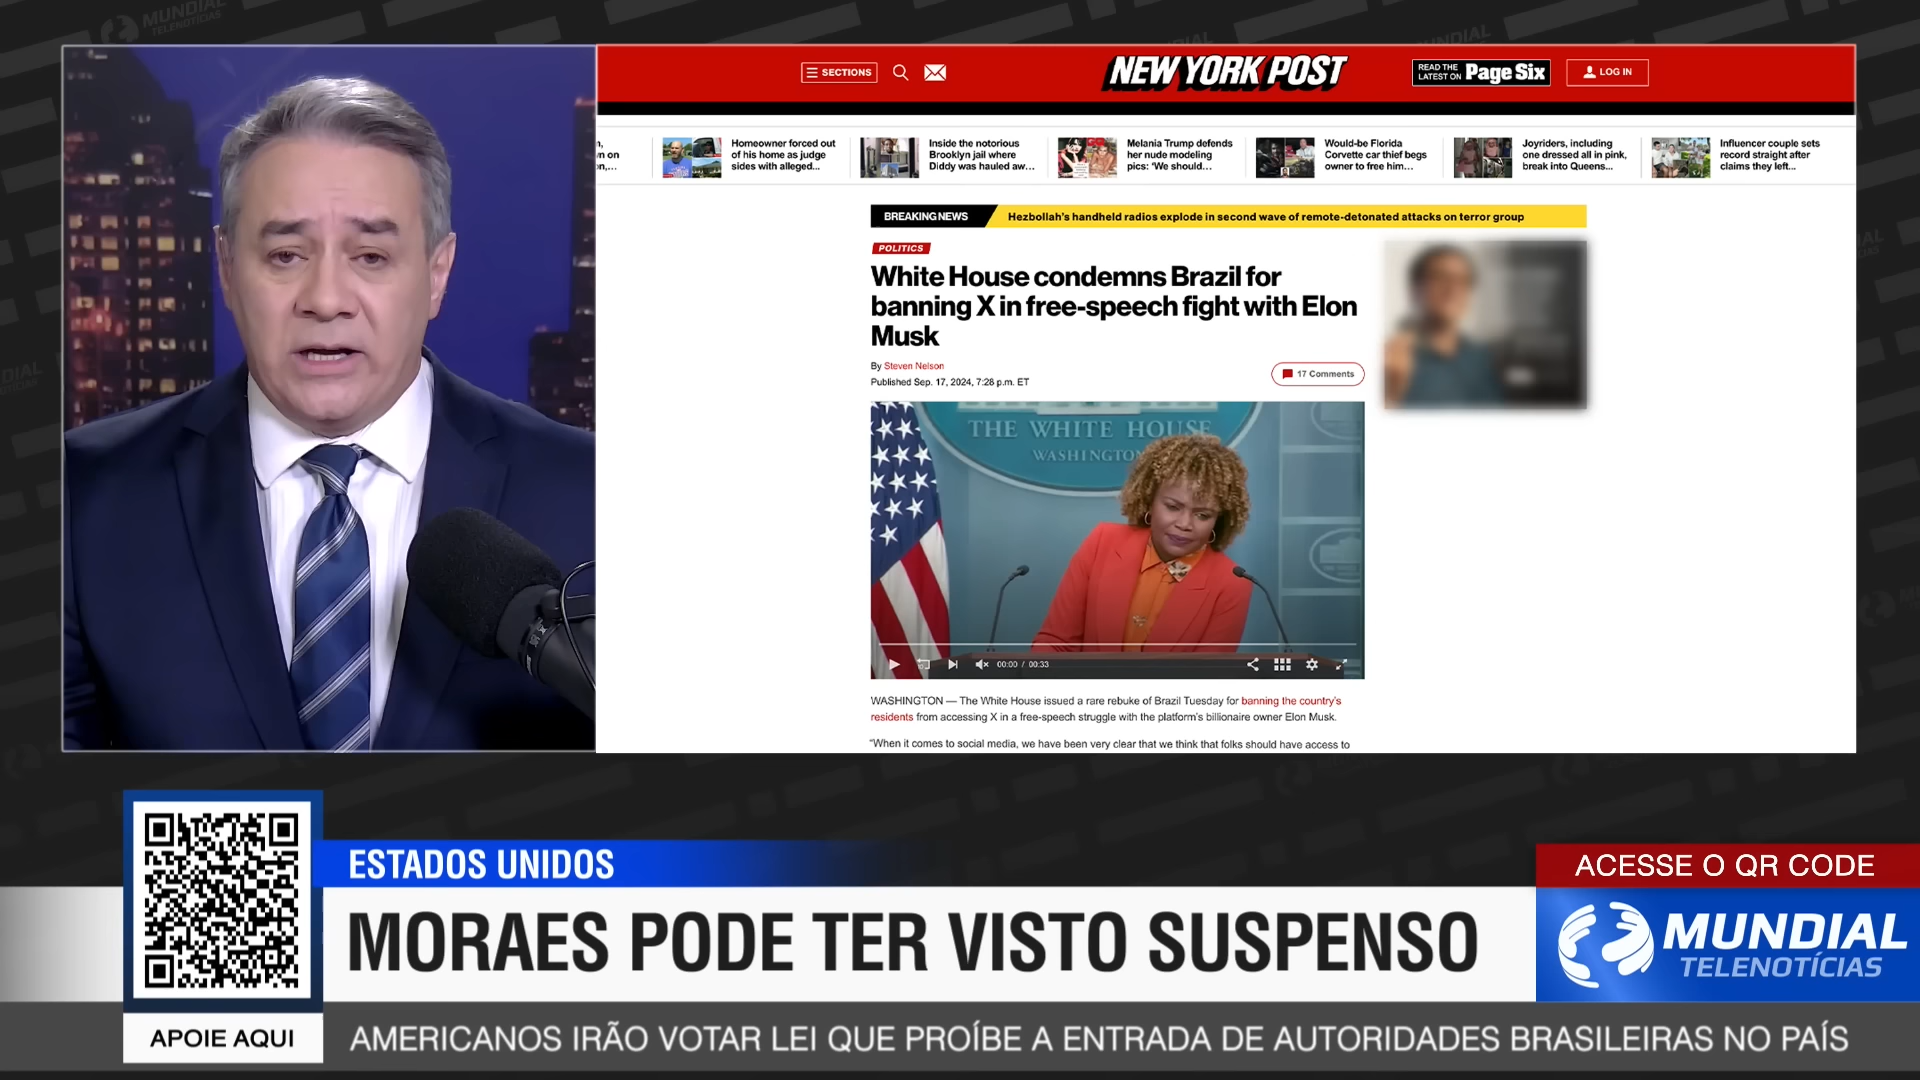 MUNDIAL
TELENOTÍCIAS
SECTIONS
NEW YORK POST
READ THE
LATEST ON
Page Six
LOG IN
n on
n,...
Homeowner forced out
of his home as judge
sides with alleged...
Inside the notorious
Brooklyn jail where
Diddy was hauled aw...
Melania Trump defends
her nude modeling
pics: ‘We should...
Would-be Florida
Corvette car thief begs
owner to free him...
Joyriders, including
one dressed all in pink,
break into Queens...
Influencer couple sets
record straight after
claims they left...
BREAKING NEWS
Hezbollah’s handheld radios explode in second wave of remote-detonated attacks on terror group
POLITICS
White House condemns Brazil for
banning X in free-speech fight with Elon
Musk
By Steven Nelson
Published Sep. 17, 2024, 7:28 p.m. ET
17 Comments
THE WHITE HOUSE
WASHINGTON
00:00 / 00:33
WASHINGTON — The White House issued a rare rebuke of Brazil Tuesday for banning the country’s
residents from accessing X in a free-speech struggle with the platform’s billionaire owner Elon Musk.
“When it comes to social media, we have been very clear that we think that folks should have access to
ESTADOS UNIDOS
MORAES PODE TER VISTO SUSPENSO
ACESSE O QR CODE
MUNDIAL
TELENOTÍCIAS
APOIE AQUI
AMERICANOS IRÃO VOTAR LEI QUE PROÍBE A ENTRADA DE AUTORIDADES BRASILEIRAS NO PAÍS